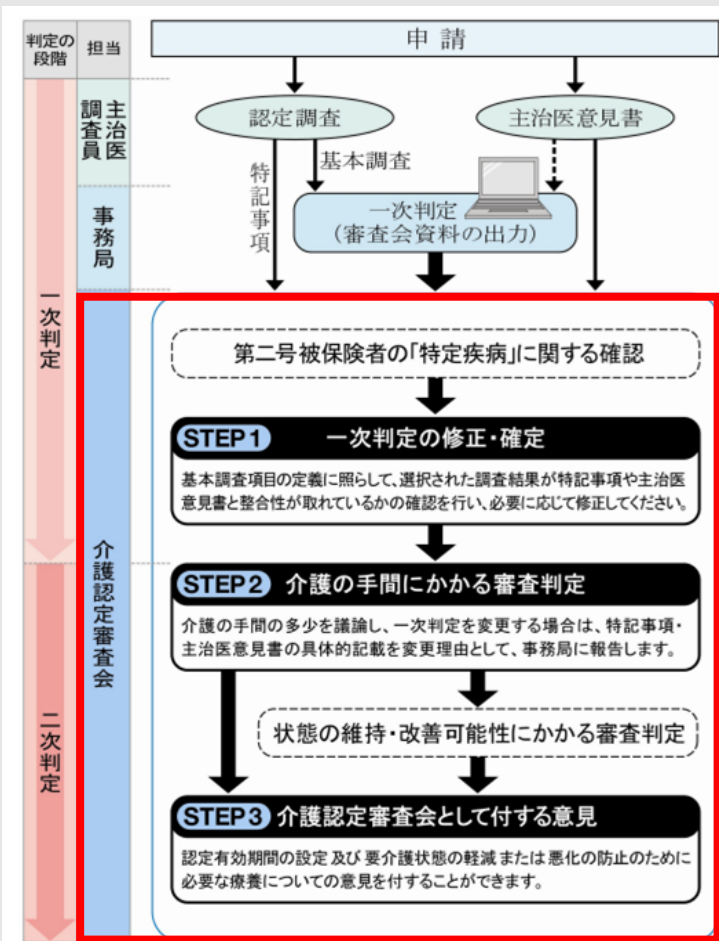 判定の
段階
担当
申請
調査員
主治医
認定調査
主治医意見書
特記事項
基本調査
事務局
一次判定
(審査会資料の出力)
一次判定
第二号被保険者の「特定疾病」に関する確認
STEP1 一次判定の修正・確定
基本調査項目の定義に照らして、選択された調査結果が特記事項や主治医
意見書と整合性が取れているかの確認を行い、必要に応じて修正してください。
介護認定審査会
STEP2 介護の手間にかかる審査判定
介護の手間の多少を議論し、一次判定を変更する場合は、特記事項・
主治医意見書の具体的記載を変更理由として、事務局に報告します。
二次判定
状態の維持・改善可能性にかかる審査判定
STEP3 介護認定審査会として付する意見
認定有効期間の設定及び要介護状態の軽減または悪化の防止のために
必要な療養についての意見を付することができます。